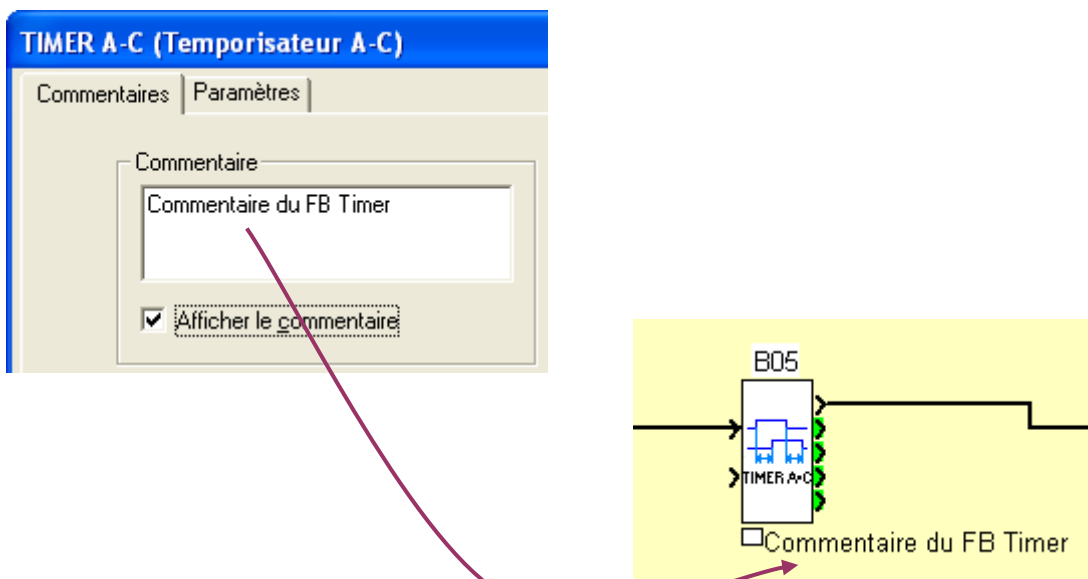 TIMER A-C (Temporisateur A-C)
Commentaires
Paramètres
Commentaire
Commentaire du FB Timer
Afficher le commentaire
B05
TIMER A-C
Commentaire du FB Timer